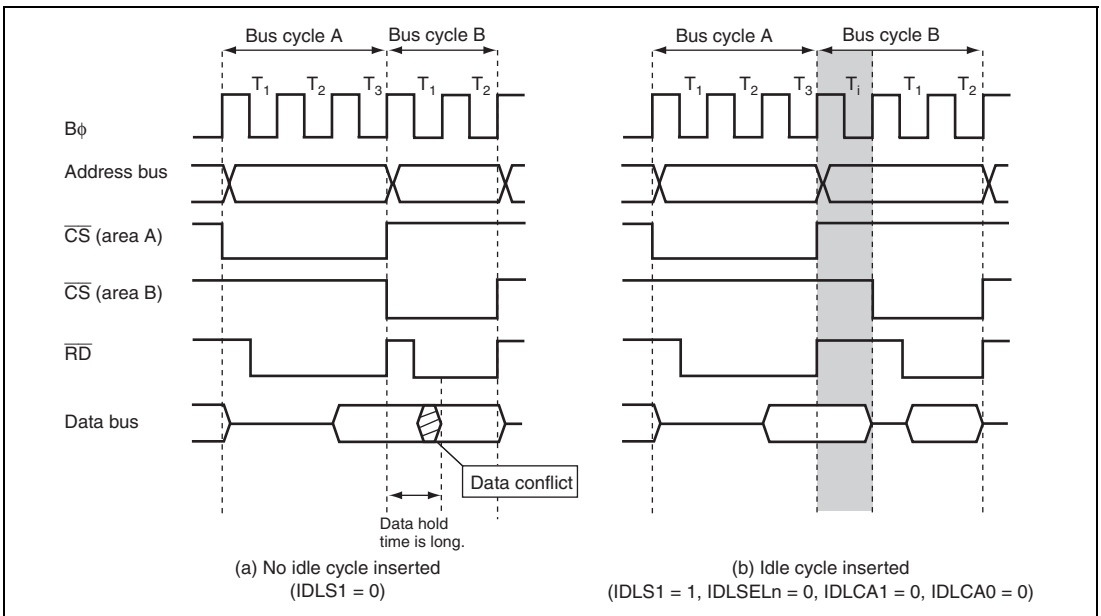 Bus cycle A Bus cycle B Bus cycle A Bus cycle B
T1 T2 T3 T1 T2 T1 T2 T3 Ti T1 T2
Bφ
Address bus
CS (area A)
CS (area B)
RD
Data bus
Data conflict
Data hold
time is long.
(a) No idle cycle inserted
(IDLS1 = 0)
(b) Idle cycle inserted
(IDLS1 = 1, IDLSELn = 0, IDLCA1 = 0, IDLCA0 = 0)